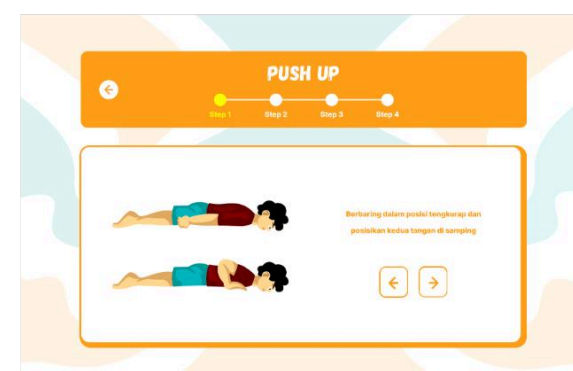 PUSH UP
Step 1 Step 2 Step 3 Step 4
Berbaring dalam posisi tengkurap dan
posisikan kedua tangan di samping